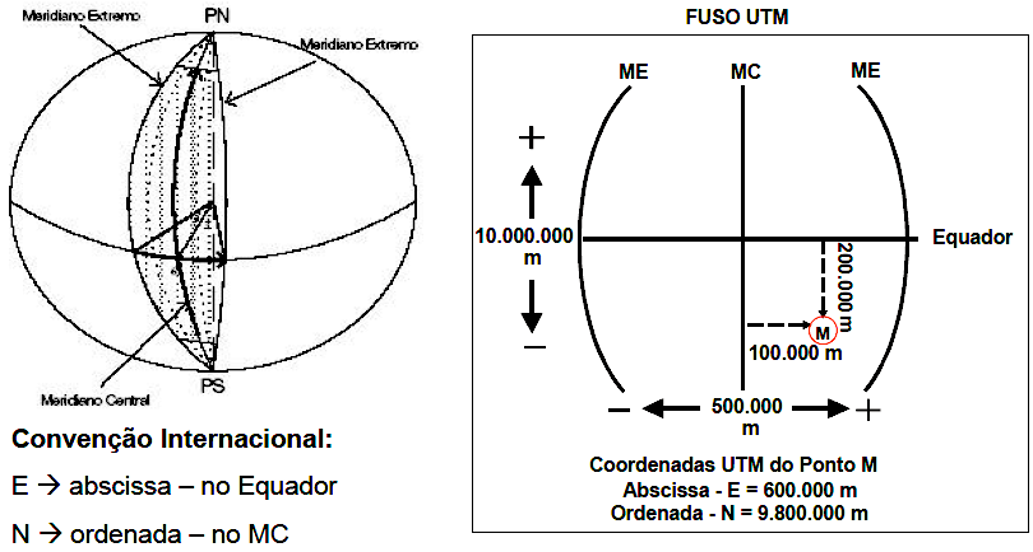 Meridiano Extremo
PN
Meridiano Extremo
PS
Meridiano Central
Convenção Internacional:
E → abscissa – no Equador
N → ordenada – no MC
FUSO UTM
ME
MC
ME
+
10.000.000
m
−
Equador
200.000 m
M
100.000 m
−
500.000
m
+
Coordenadas UTM do Ponto M
Abscissa - E = 600.000 m
Ordenada - N = 9.800.000 m